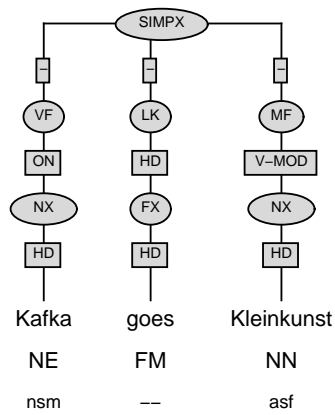 SIMPX
– – –
VF LK MF
ON HD V–MOD
NX FX NX
HD HD HD
Kafka goes Kleinkunst
NE FM NN
nsm –– asf